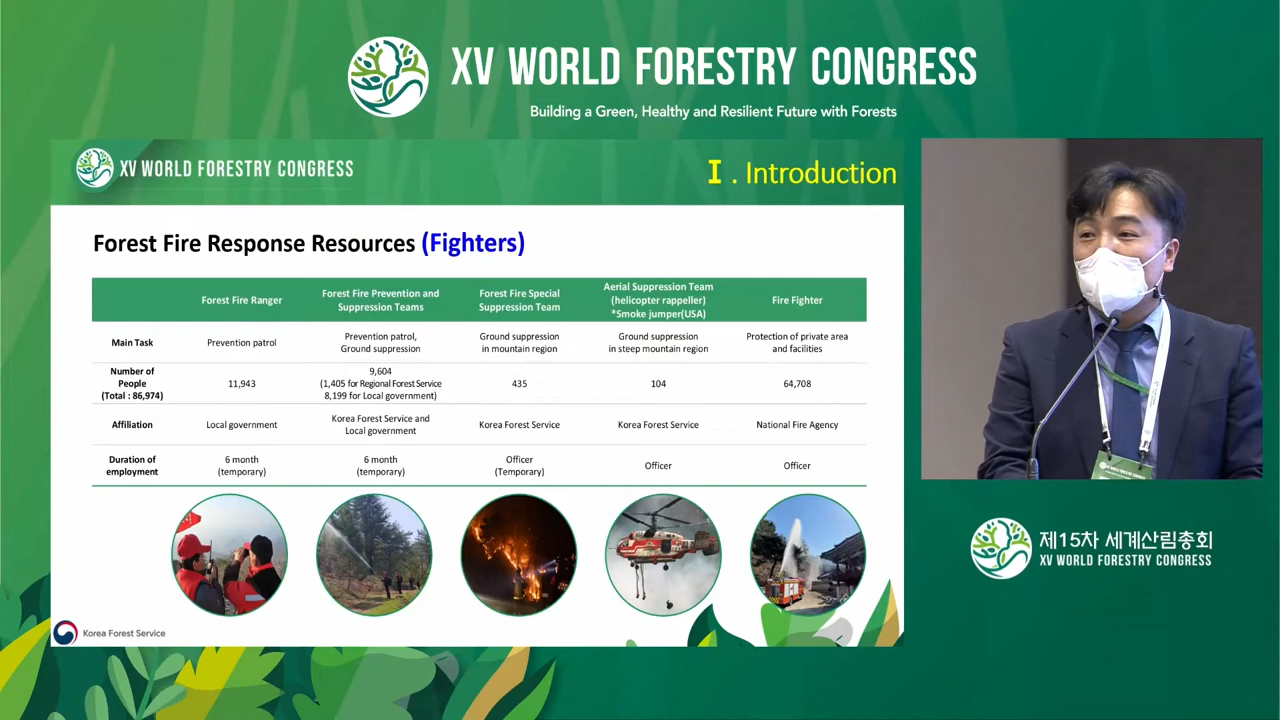 XV WORLD FORESTRY CONGRESS
Building a Green, Healthy and Resilient Future with Forests
XV WORLD FORESTRY CONGRESS
I . Introduction
Forest Fire Response Resources (Fighters)
Forest Fire Ranger
Forest Fire Prevention and
Suppression Teams
Forest Fire Special
Suppression Team
Aerial Suppression Team
(helicopter rappeller)
*Smoke jumper(USA)
Fire Fighter
Main Task
Prevention patrol
Prevention patrol,
Ground suppression
Ground suppression
in mountain region
Ground suppression
in steep mountain region
Protection of private area
and facilities
Number of
People
(Total : 86,974)
11,943
9,604
(1,405 for Regional Forest Service
8,199 for Local government)
435
104
64,708
Affiliation
Local government
Korea Forest Service and
Local government
Korea Forest Service
Korea Forest Service
National Fire Agency
Duration of
employment
6 month
(temporary)
6 month
(temporary)
Officer
(Temporary)
Officer
Officer
Korea Forest Service
제15차 세계산림총회
XV WORLD FORESTRY CONGRESS